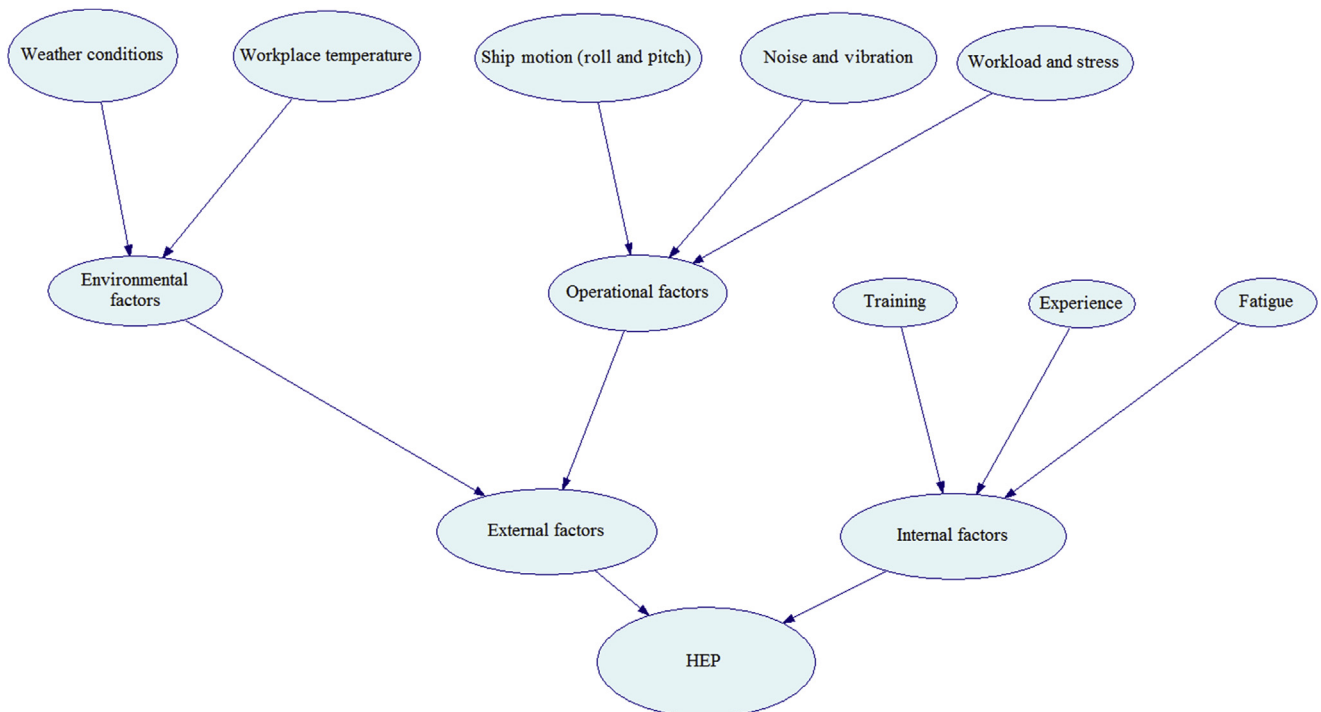 Weather conditions
Workplace temperature
Ship motion (roll and pitch)
Noise and vibration
Workload and stress
Environmental
factors
Operational factors
Training
Experience
Fatigue
External factors
Internal factors
HEP